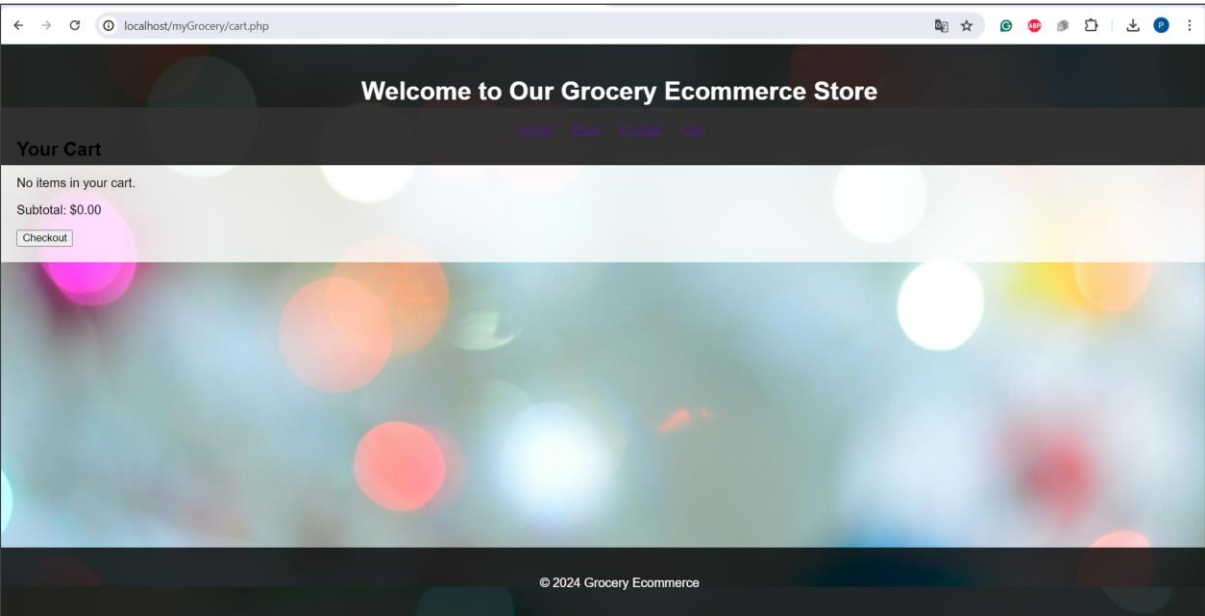 localhost/myGrocery/cart.php
ABP
P
Welcome to Our Grocery Ecommerce Store
Your Cart
No items in your cart.
Subtotal: $0.00
Checkout
© 2024 Grocery Ecommerce